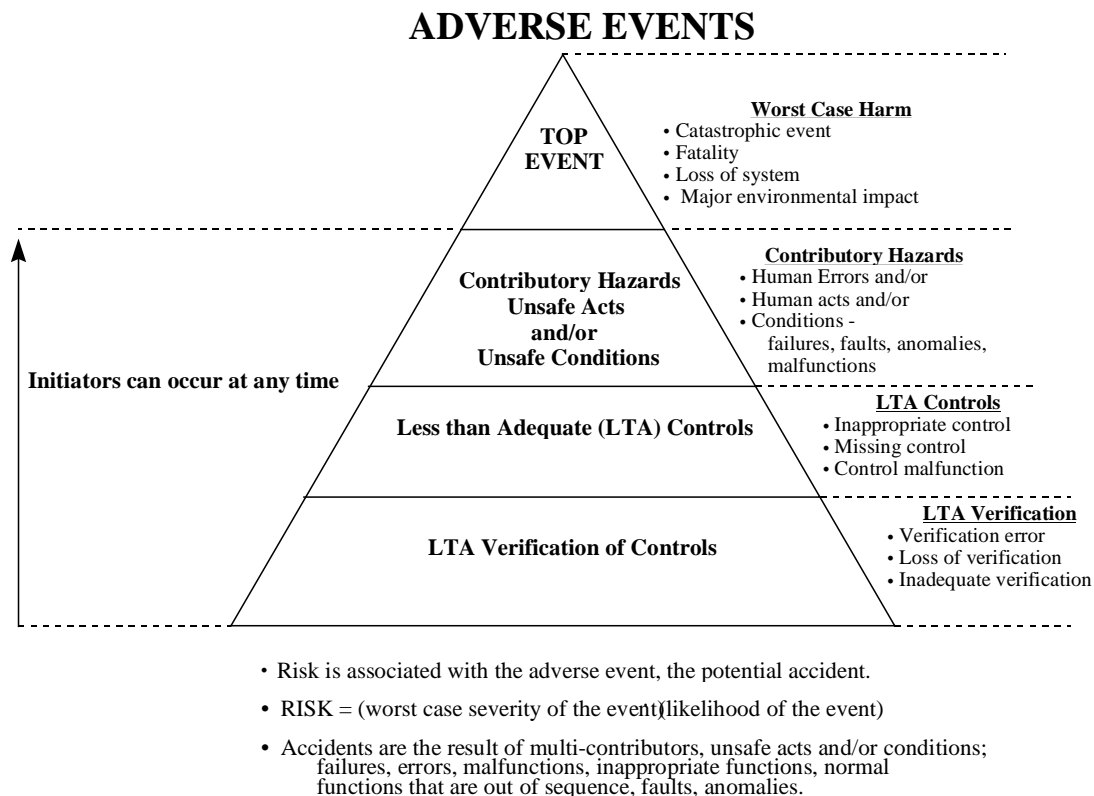 ADVERSE EVENTS
TOP
EVENT
Worst Case Harm
• Catastrophic event
• Fatality
• Loss of system
• Major environmental impact
Contributory Hazards
Unsafe Acts
and/or
Unsafe Conditions
Contributory Hazards
• Human Errors and/or
• Human acts and/or
• Conditions -
failures, faults, anomalies,
malfunctions
Initiators can occur at any time
Less than Adequate (LTA) Controls
LTA Controls
• Inappropriate control
• Missing control
• Control malfunction
LTA Verification of Controls
LTA Verification
• Verification error
• Loss of verification
• Inadequate verification
• Risk is associated with the adverse event, the potential accident.
• RISK = (worst case severity of the event)(likelihood of the event)
• Accidents are the result of multi-contributors, unsafe acts and/or conditions;
failures, errors, malfunctions, inappropriate functions, normal
functions that are out of sequence, faults, anomalies.